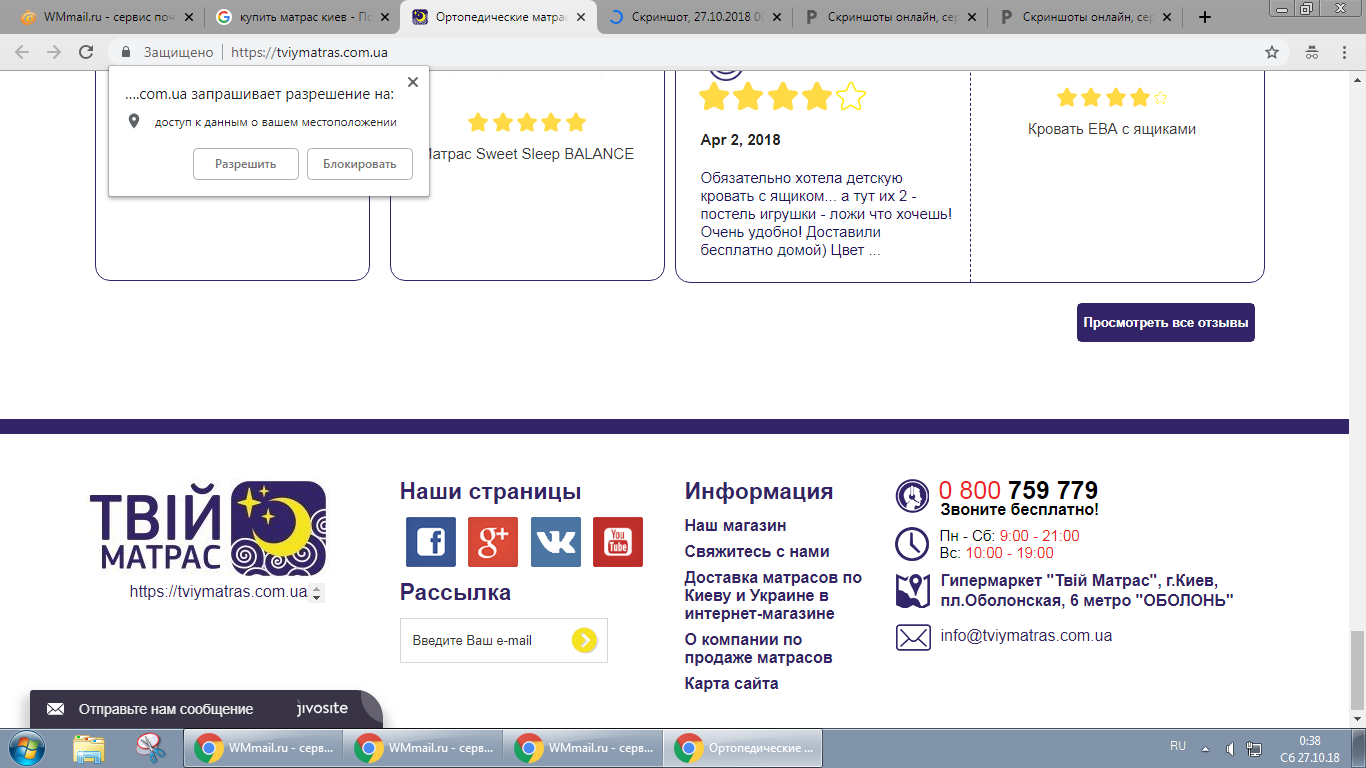 WMmail.ru - сервис поч
купить матрас киев - По
Ортопедические матрас
Скриншот, 27.10.2018 00
Скриншоты онлайн, сер
Скриншоты онлайн, сер
Защищено
https://tviymatras.com.ua
....com.ua запрашивает разрешение на:
доступ к данным о вашем местоположении
Разрешить
Блокировать
Матрас Sweet Sleep BALANCE
Apr 2, 2018
Обязательно хотела детскую
кровать с ящиком... а тут их 2 -
постель игрушки - ложи что хочешь!
Очень удобно! Доставили
бесплатно домой) Цвет ...
Кровать ЕВА с ящиками
Просмотреть все отзывы
ТВІЙ
МАТРАС
https://tviymatras.com.ua
Наши страницы
You Tube
Рассылка
Введите Ваш e-mail
Информация
Наш магазин
Свяжитесь с нами
Доставка матрасов по
Киеву и Украине в
интернет-магазине
О компании по
продаже матрасов
Карта сайта
0 800 759 779
Звоните бесплатно!
Пн - Сб: 9:00 - 21:00
Вс: 10:00 - 19:00
Гипермаркет "Твій Матрас", г.Киев,
пл.Оболонская, 6 метро "ОБОЛОНЬ"
info@tviymatras.com.ua
Отправьте нам сообщение
jivosite
WMmail.ru - серв...
WMmail.ru - серв...
WMmail.ru - серв...
Ортопедические ...
RU
0:38
Сб 27.10.18